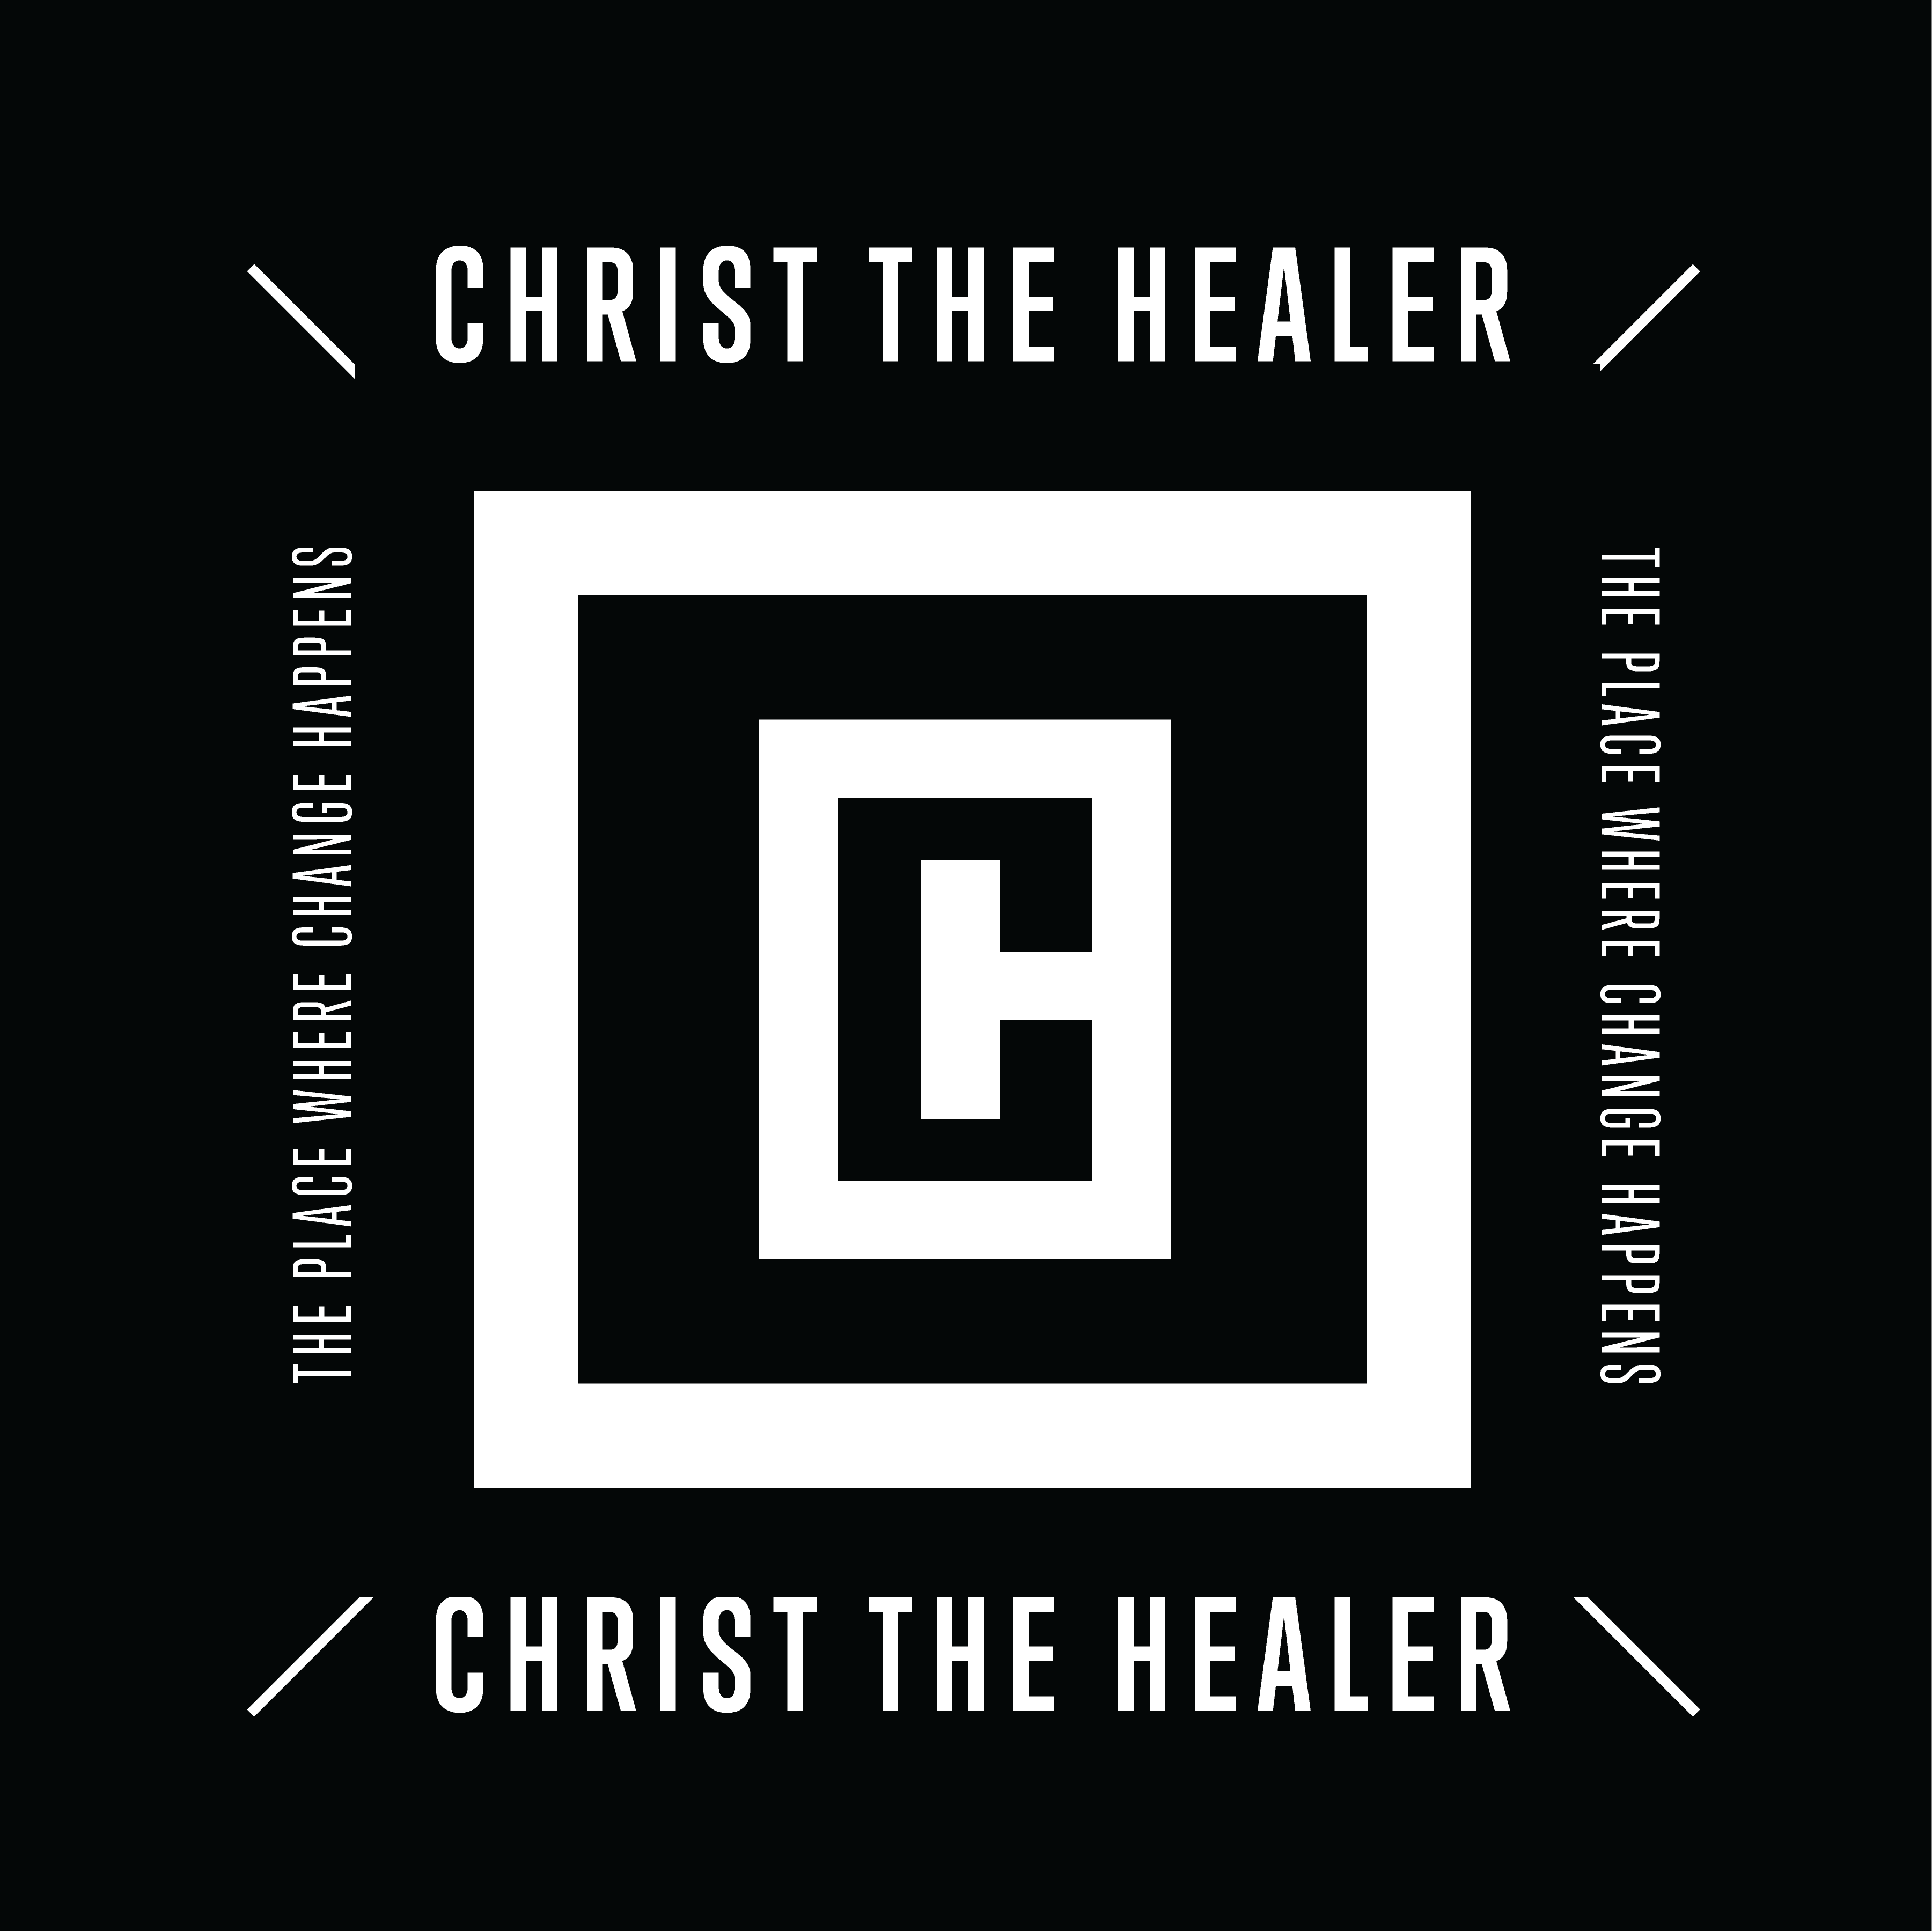 CHRIST THE HEALER
THE PLACE WHERE CHANGE HAPPENS
THE PLACE WHERE CHANGE HAPPENS
CHRIST THE HEALER